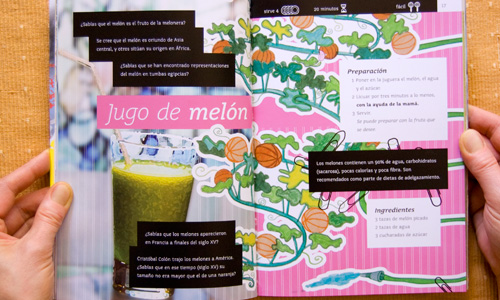 ¿Sabías que el melón es el fruto de la melonera?
Se cree que el melón es oriundo de Asia
central, y otros sitúan su origen en África.
¿Sabías que se han encontrado representaciones
del melón en tumbas egipcias?
Jugo de melón
¿Sabías que los melones aparecieron
en Francia a finales del siglo XV?
Cristóbal Colón trajo los melones a América.
¿Sabías que en ese tiempo (siglo XV) su
tamaño no era mayor que el de una naranja?
sirve 4
20 minutos
fácil
17
Preparación
1 Poner en la juguera el melón, el agua
y el azúcar
2 Licuar por tres minutos a lo menos
con la ayuda de la mamá.
3 Servir
Se puede preparar con la fruta que
se desee
Los melones contienen un 90% de agua, carbohidratos
(sacarosa), pocas calorías y poca fibra. Son
recomendados como parte de dietas de adelgazamiento.
Ingredientes
2 tazas de melón picado
2 tazas de agua
2 cucharadas de azúcar